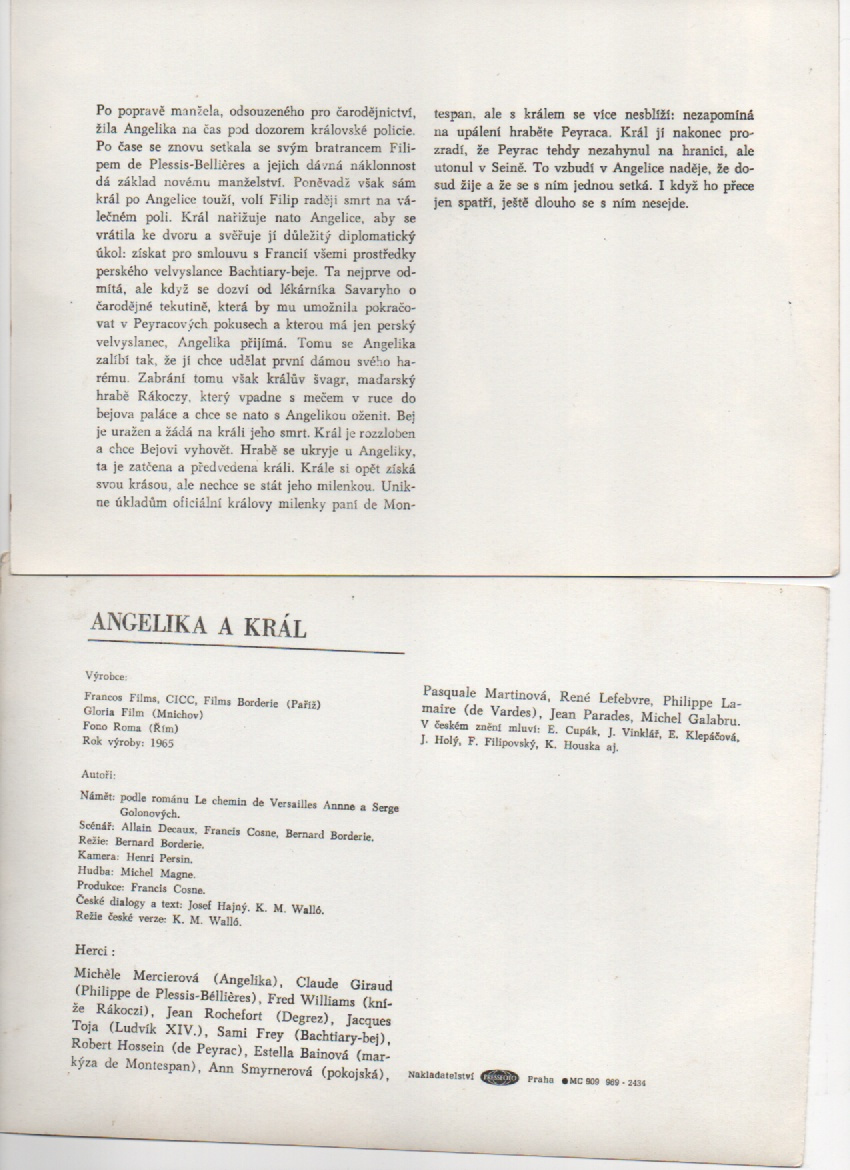 Po popravě manžela, odsouzeného pro čarodějnictví,
žila Angelika na čas pod dozorem královské policie.
Po čase se znovu setkala se svým bratrancem Fili-
pem de Plessis-Bellières a jejich dávná náklonnost
dá základ novému manželství. Poněvadž však sám
král po Angelice touží, volí Filip raději smrt na vá-
lečném poli. Král nařizuje nato Angelice, aby se
vrátila ke dvoru a svěřuje jí důležitý diplomatický
úkol: získat pro smlouvu s Francií všemi prostředky
perského velvyslance Bachtiary-beje. Ta nejprve od-
mítá, ale když se dozví od lékárníka Savaryho o
čarodějné tekutině, která by mu umožnila pokračo-
vat v Peyracových pokusech a kterou má jen perský
velvyslanec, Angelika přijímá. Tomu se Angelika
zalíbí tak, že ji chce udělat první dámou svého ha-
rému. Zabrání tomu však králův švagr, maďarský
hrabě Rákoczy, který vpadne s mečem v ruce do
bejova paláce a chce se nato s Angelikou oženit. Bej
je uražen a žádá na králi jeho smrt. Král je rozzloben
a chce Bejovi vyhovět. Hrabě se ukryje u Angeliky,
ta je zatčena a předvedena králi. Krále si opět získá
svou krásou, ale nechce se stát jeho milenkou. Unik-
ne úkladům oficiální královy milenky paní de Mon-
tespan, ale s králem se více nesblíží: nezapomíná
na upálení hraběte Peyraca. Král jí nakonec pro-
zradí, že Peyrac tehdy nezahynul na hranici, ale
utonul v Seině. To vzbudí v Angelice naděje, že do-
sud žije a že se s ním jednou setká. I když ho přece
jen spatří, ještě dlouho se s ním nesejde.
ANGELIKA A KRÁL
Výrobce:
Francos Films, CICC, Films Borderie (Paříž)
Gloria Film (Mnichov)
Fono Roma (Řím)
Rok výroby: 1965
Autoři:
Námět: podle románu Le chemin de Versailles Annne a Serge
Golonových.
Scénář: Allain Decaux, Francis Cosne, Bernard Borderie.
Režie: Bernard Borderie.
Kamera: Henri Persin.
Hudba: Michel Magne.
Produkce: Francis Cosne.
České dialogy a text: Josef Hajný, K. M. Walló.
Režie české verze: K. M. Walló.
Herci :
Michèle Mercierová (Angelika), Claude Giraud
(Philippe de Plessis-Béllières), Fred Williams (kní-
že Rákoczi), Jean Rochefort (Degrez), Jacques
Toja (Ludvík XIV.), Sami Frey (Bachtiary-bej),
Robert Hossein (de Peyrac), Estella Bainová (mar-
kýza de Montespan), Ann Smyrnerová (pokojská),
Pasquale Martinová, René Lefebvre, Philippe La-
maire (de Vardes), Jean Parades, Michel Galabru.
V českém znění mluví: E. Cupák, J. Vinklář, E. Klepáčová,
J. Holý, F. Filipovský, K. Houska aj.
Nakladatelství PRESSFOTO Praha ●MC 809 969 - 2434